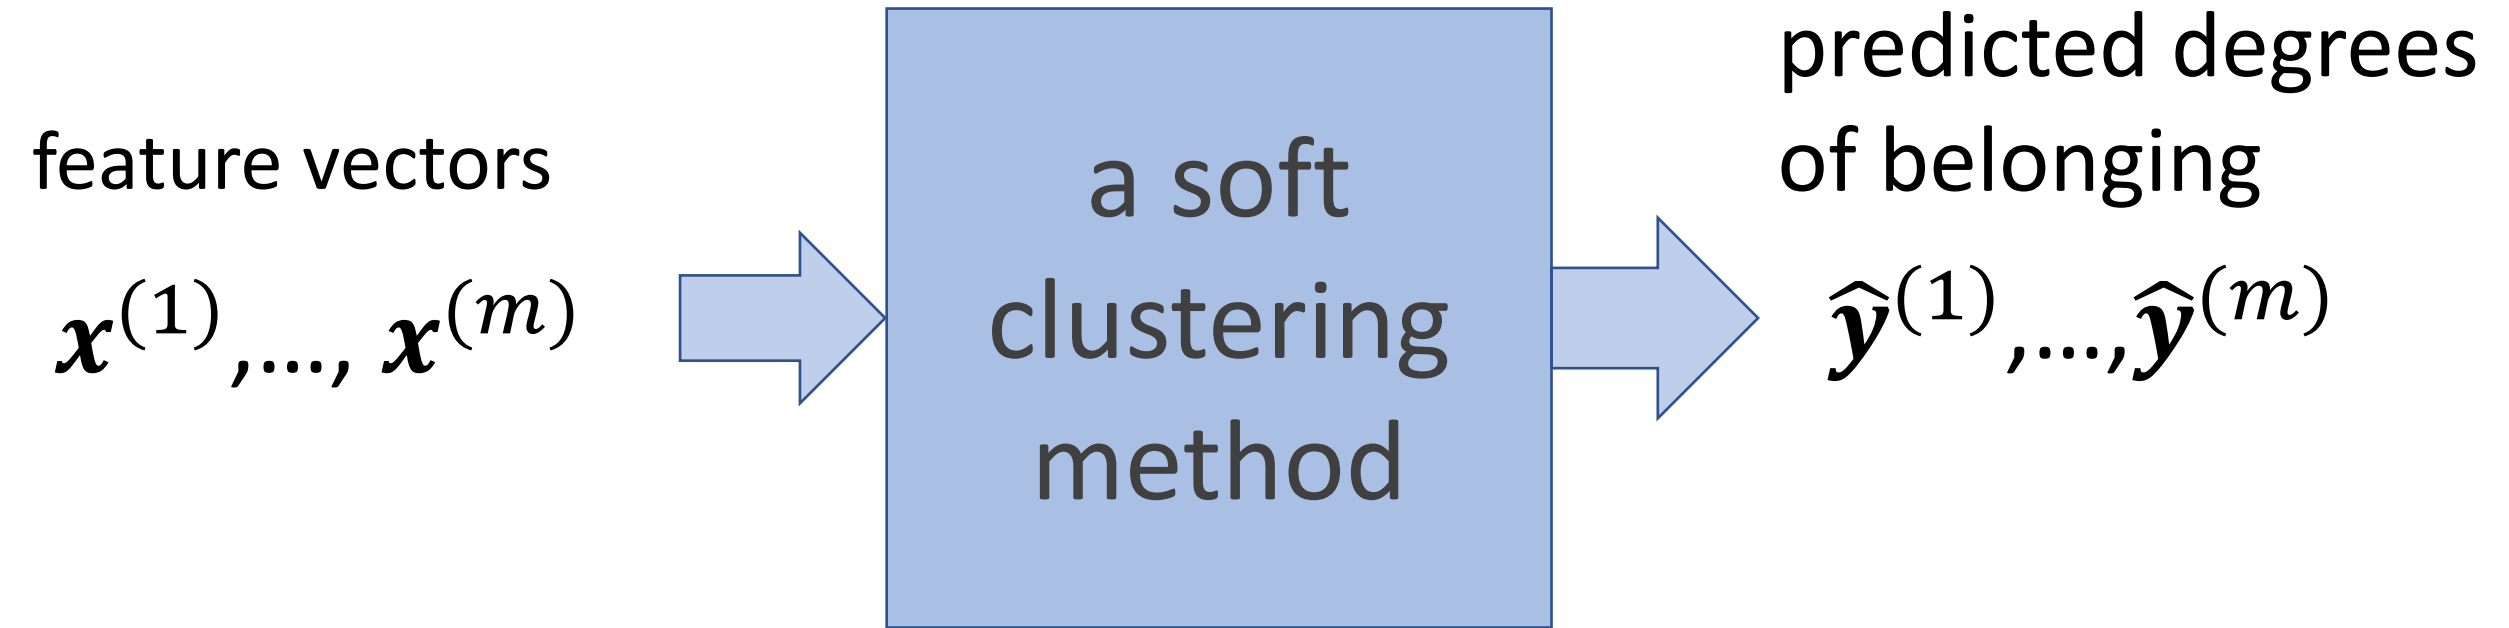 feature vectors
𝒙⁽¹⁾, …, 𝒙⁽ᵐ⁾
a soft
clustering
method
predicted degrees
of belonging
𝒚̂⁽¹⁾, …, 𝒚̂⁽ᵐ⁾